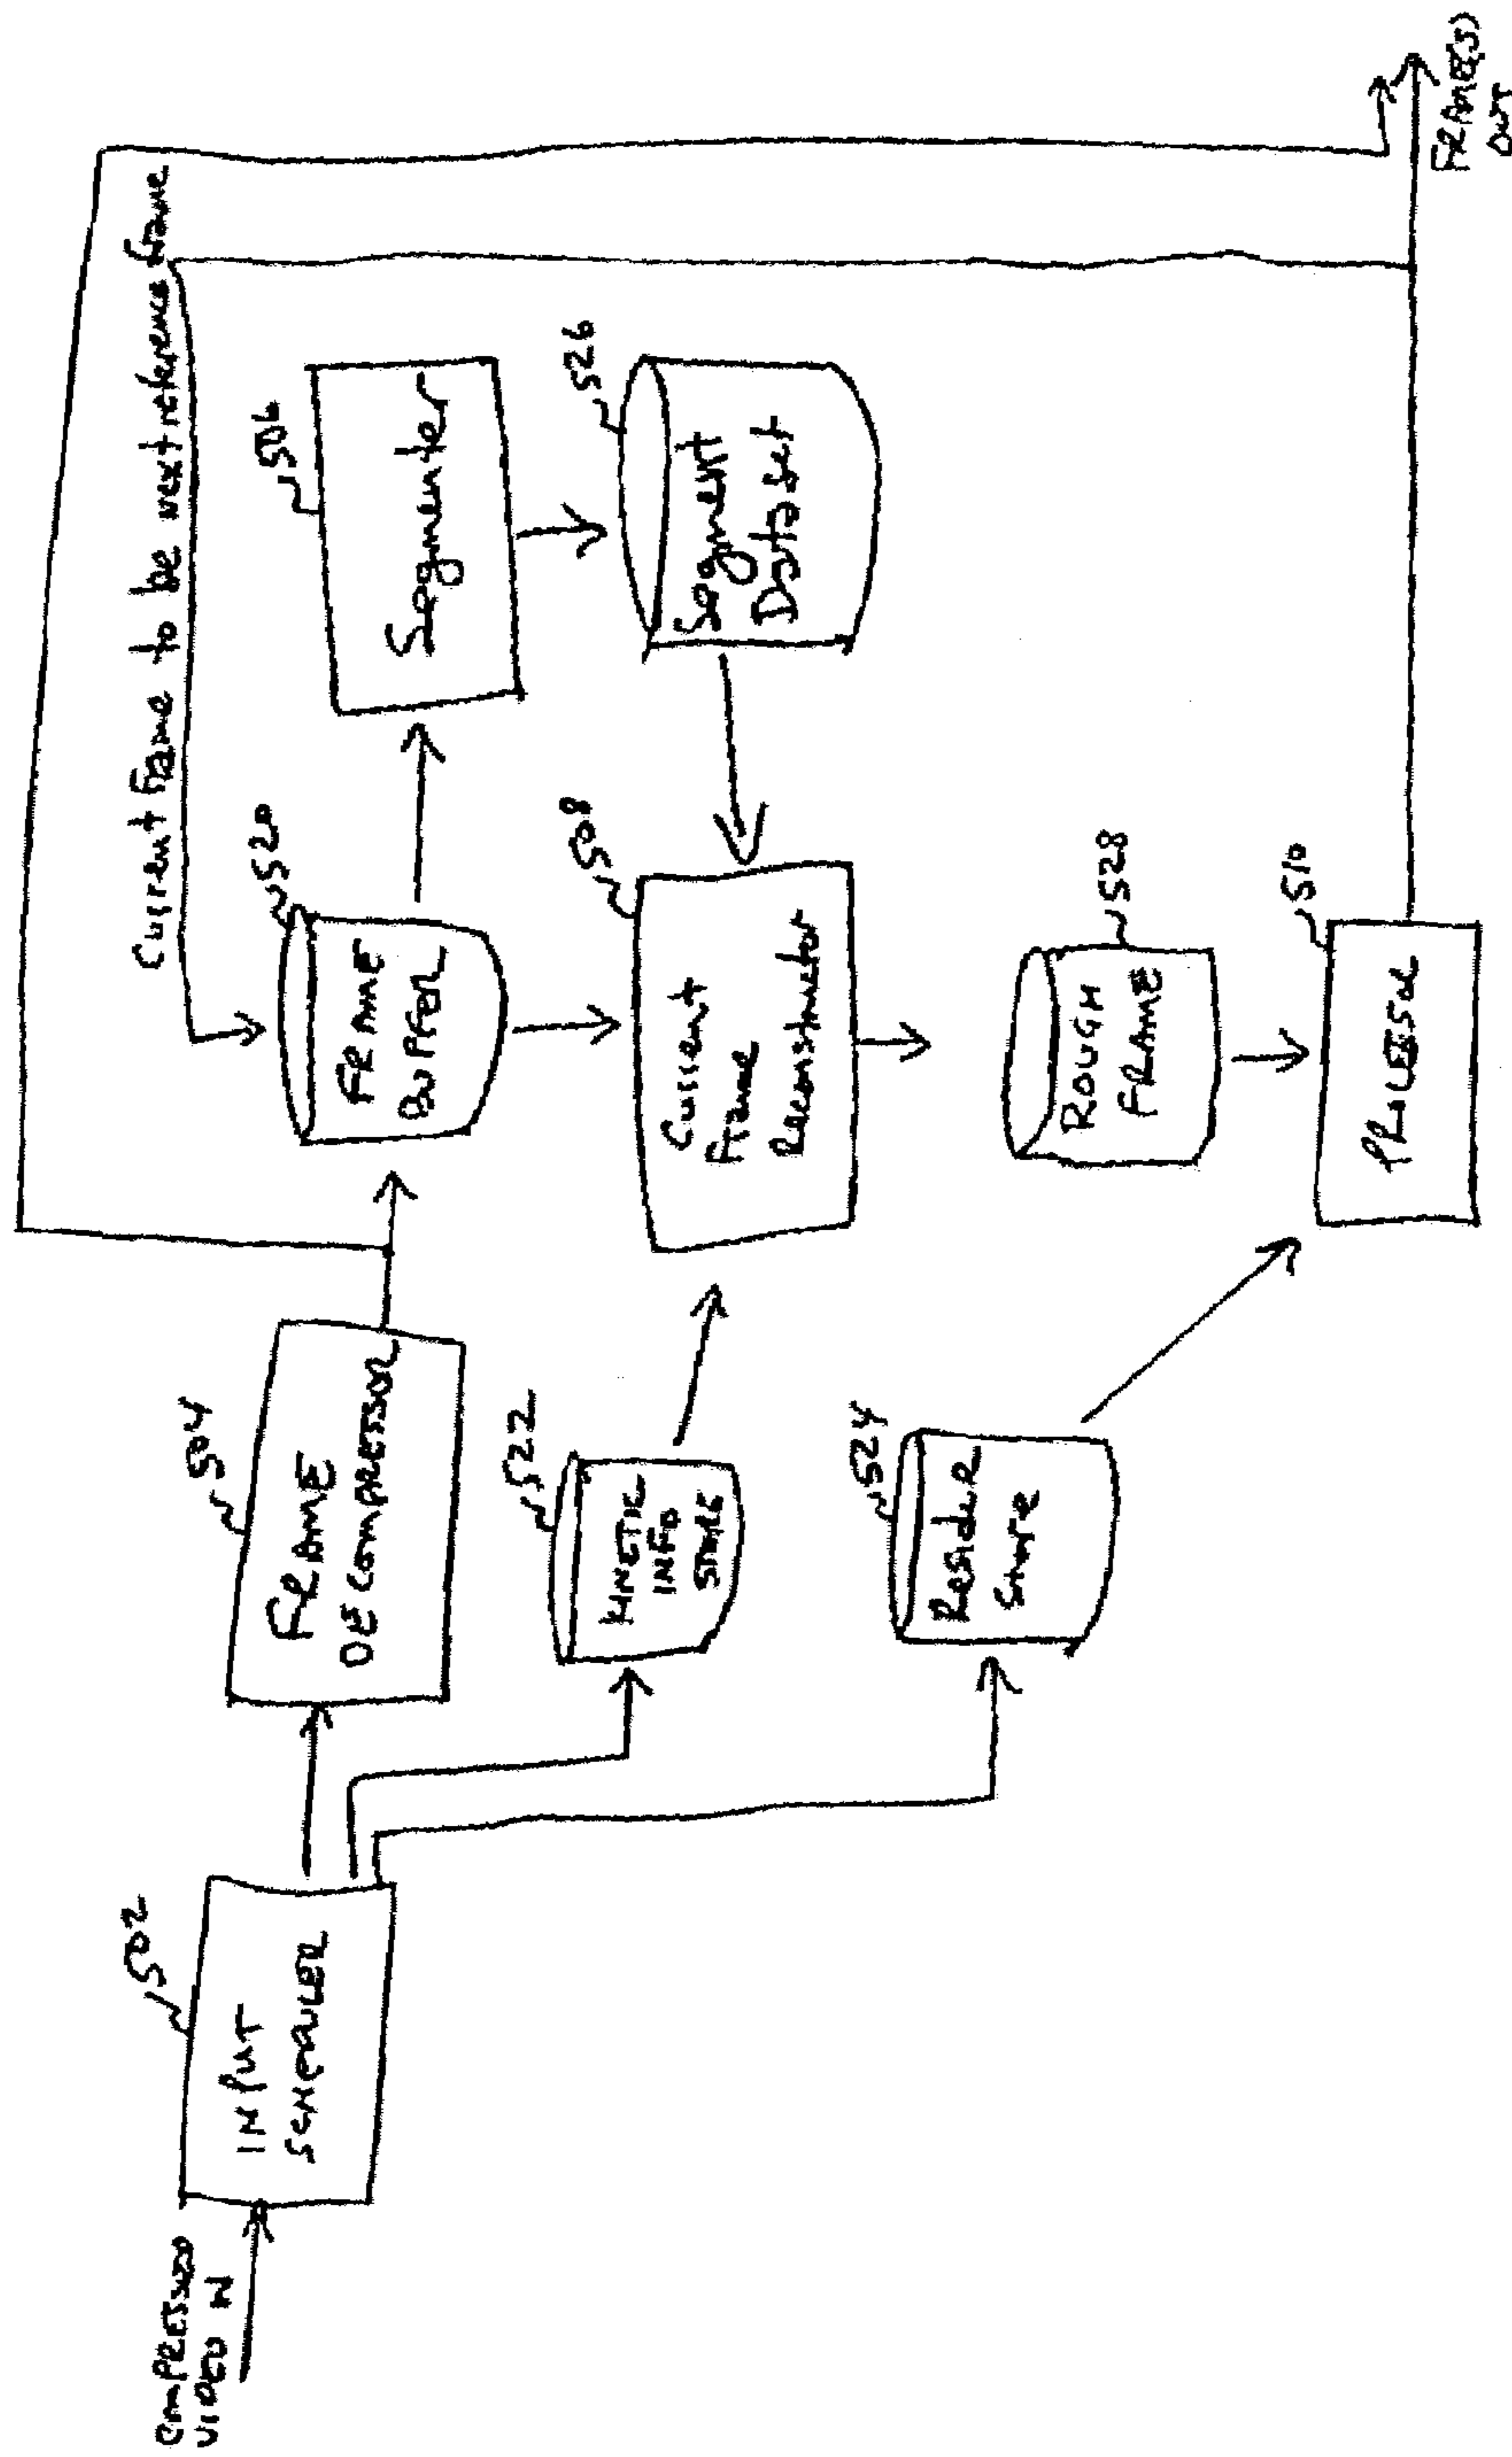 Current frame to be next reference frame
502
INPUT
SCHEDULER
504
FRAME
DECOMPRESSOR
520
FRAME
BUFFER
506
Segmenter
COMPRESSED
VIDEO IN
522
KINETIC
INFO
STORE
508
Current
frame
Reconstructor
526
Segment
Dataset
524
Residue
Store
528
ROUGH
FRAME
510
PROCESSOR
FRAME(S)
OUT